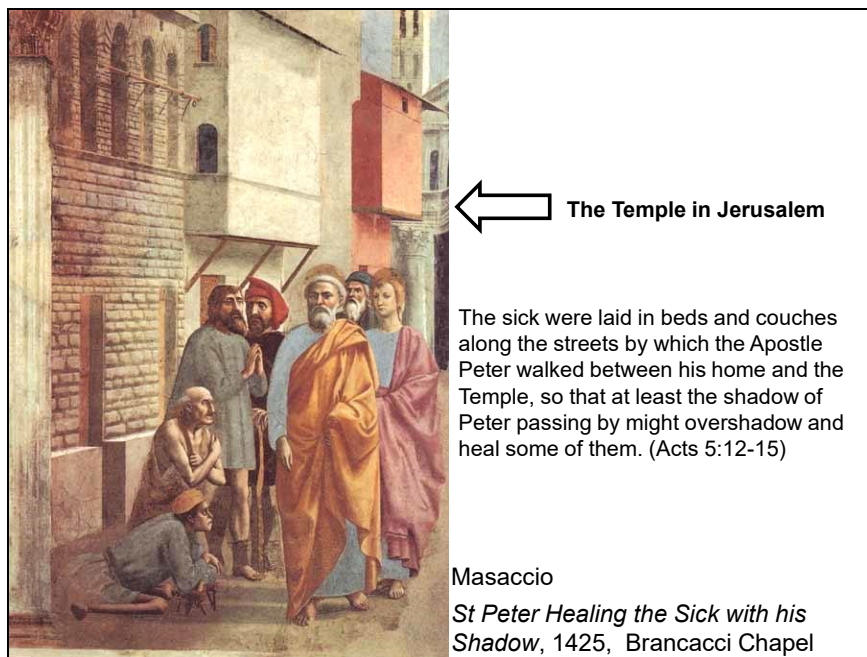 The Temple in Jerusalem
The sick were laid in beds and couches
along the streets by which the Apostle
Peter walked between his home and the
Temple, so that at least the shadow of
Peter passing by might overshadow and
heal some of them. (Acts 5:12-15)
Masaccio
St Peter Healing the Sick with his
Shadow, 1425, Brancacci Chapel